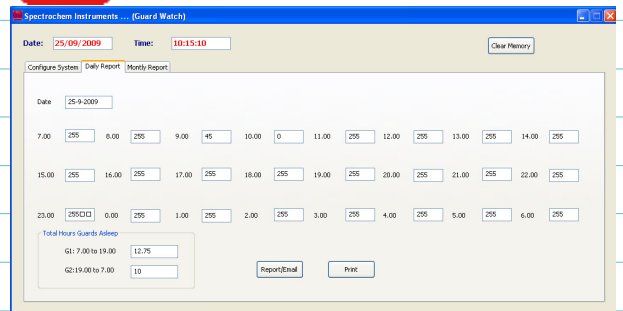 Spectrochem Instruments ... (Guard Watch)
Date: 25/09/2009 Time: 10:15:10 Clear Memory
Configure System Daily Report Montly Report
Date 25-9-2009
7.00 255 8.00 255 9.00 45 10.00 0 11.00 255 12.00 255 13.00 255 14.00 255
15.00 255 16.00 255 17.00 255 18.00 255 19.00 255 20.00 255 21.00 255 22.00 255
23.00 255□□ 0.00 255 1.00 255 2.00 255 3.00 255 4.00 255 5.00 255 6.00 255
Total Hours Guards Asleep
G1: 7.00 to 19.00 12.75
G2:19.00 to 7.00 10
Report/Email Print